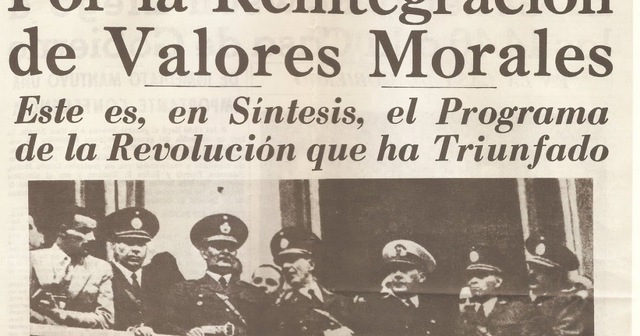 Por la Reintegración
de Valores Morales
Este es, en Síntesis, el Programa
de la Revolución que ha Triunfado